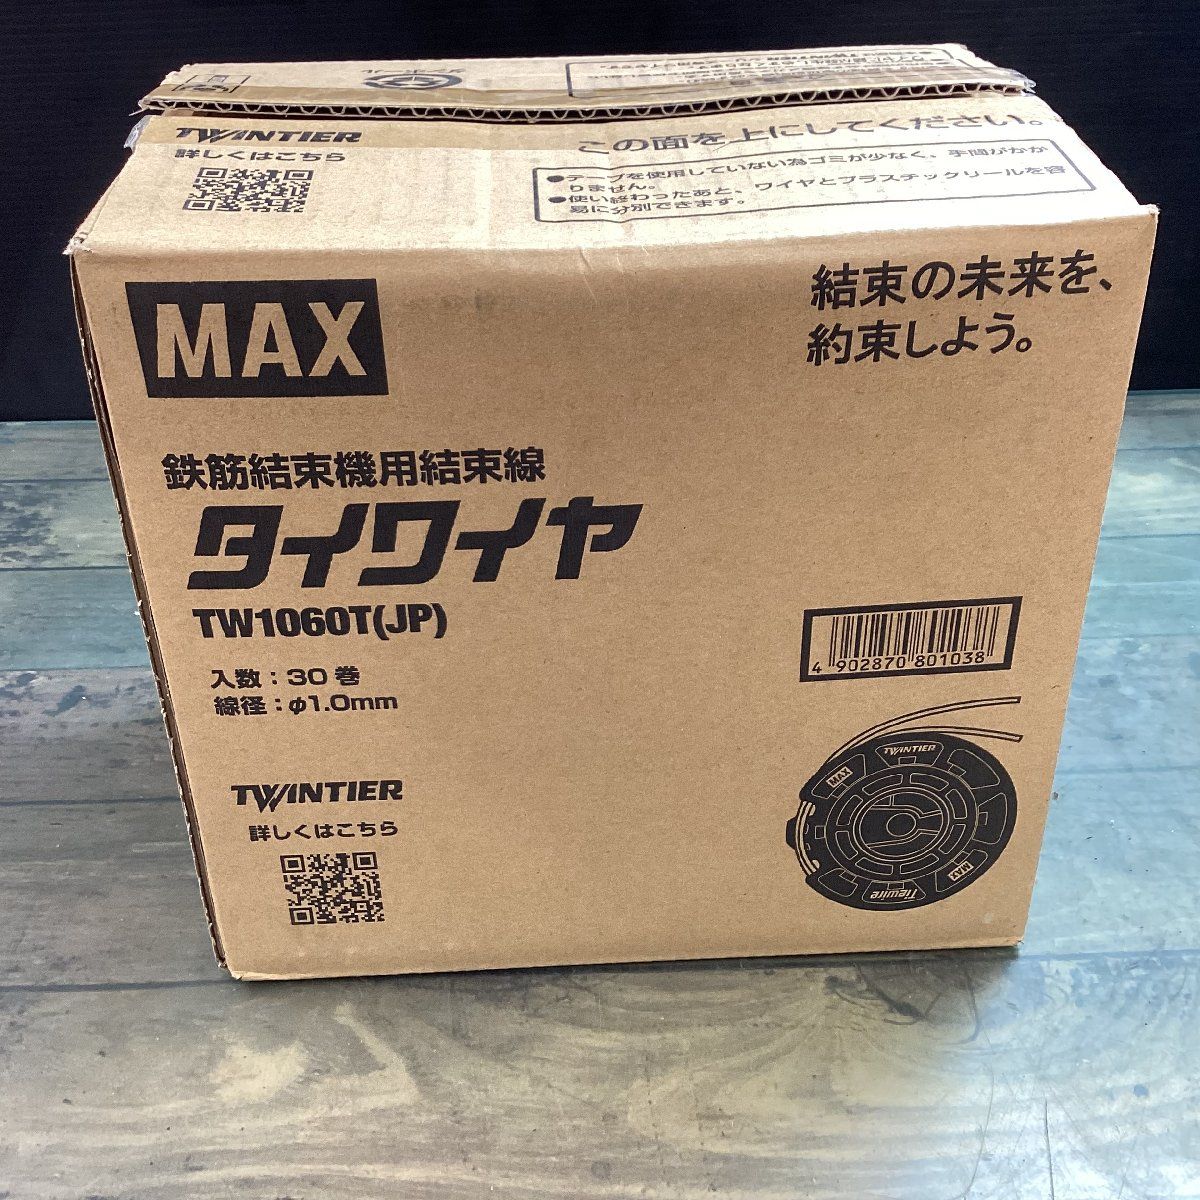 TWINTIER
詳しくはこちら
この面を上にしてください。
●テープを使用していない為ゴミが少なく、手間がかか
りません。
●使い終わったあと、ワイヤとプラスチックリールを容
易に分別できます。
MAX
結束の未来を、
約束しよう。
鉄筋結束機用結束線
タイワイヤ
TW1060T(JP)
入数：30巻
線径：φ1.0mm
4 902870 801038
TWINTIER
詳しくはこちら
TWINTIER
MAX
MAX
Tiewire